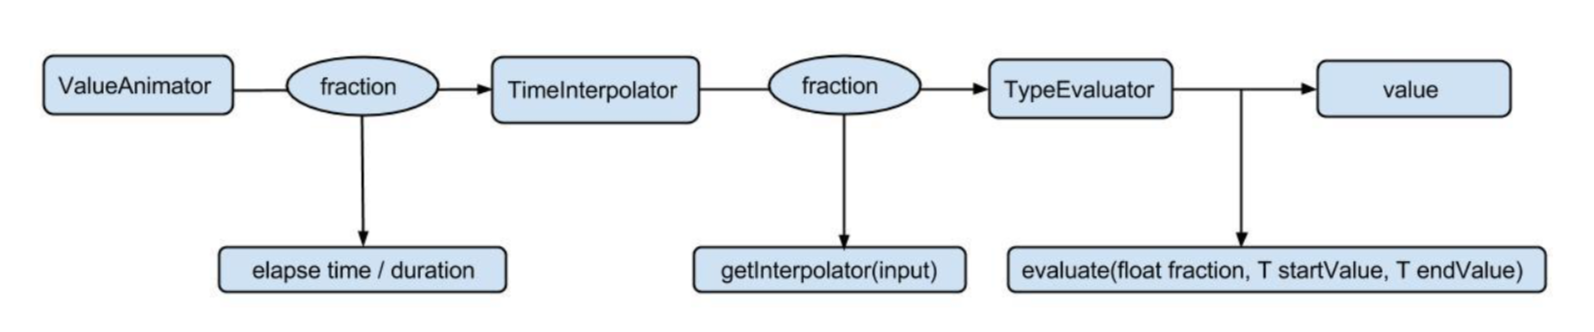 ValueAnimator
fraction
TimeInterpolator
fraction
TypeEvaluator
value
elapse time / duration
getInterpolator(input)
evaluate(float fraction, T startValue, T endValue)